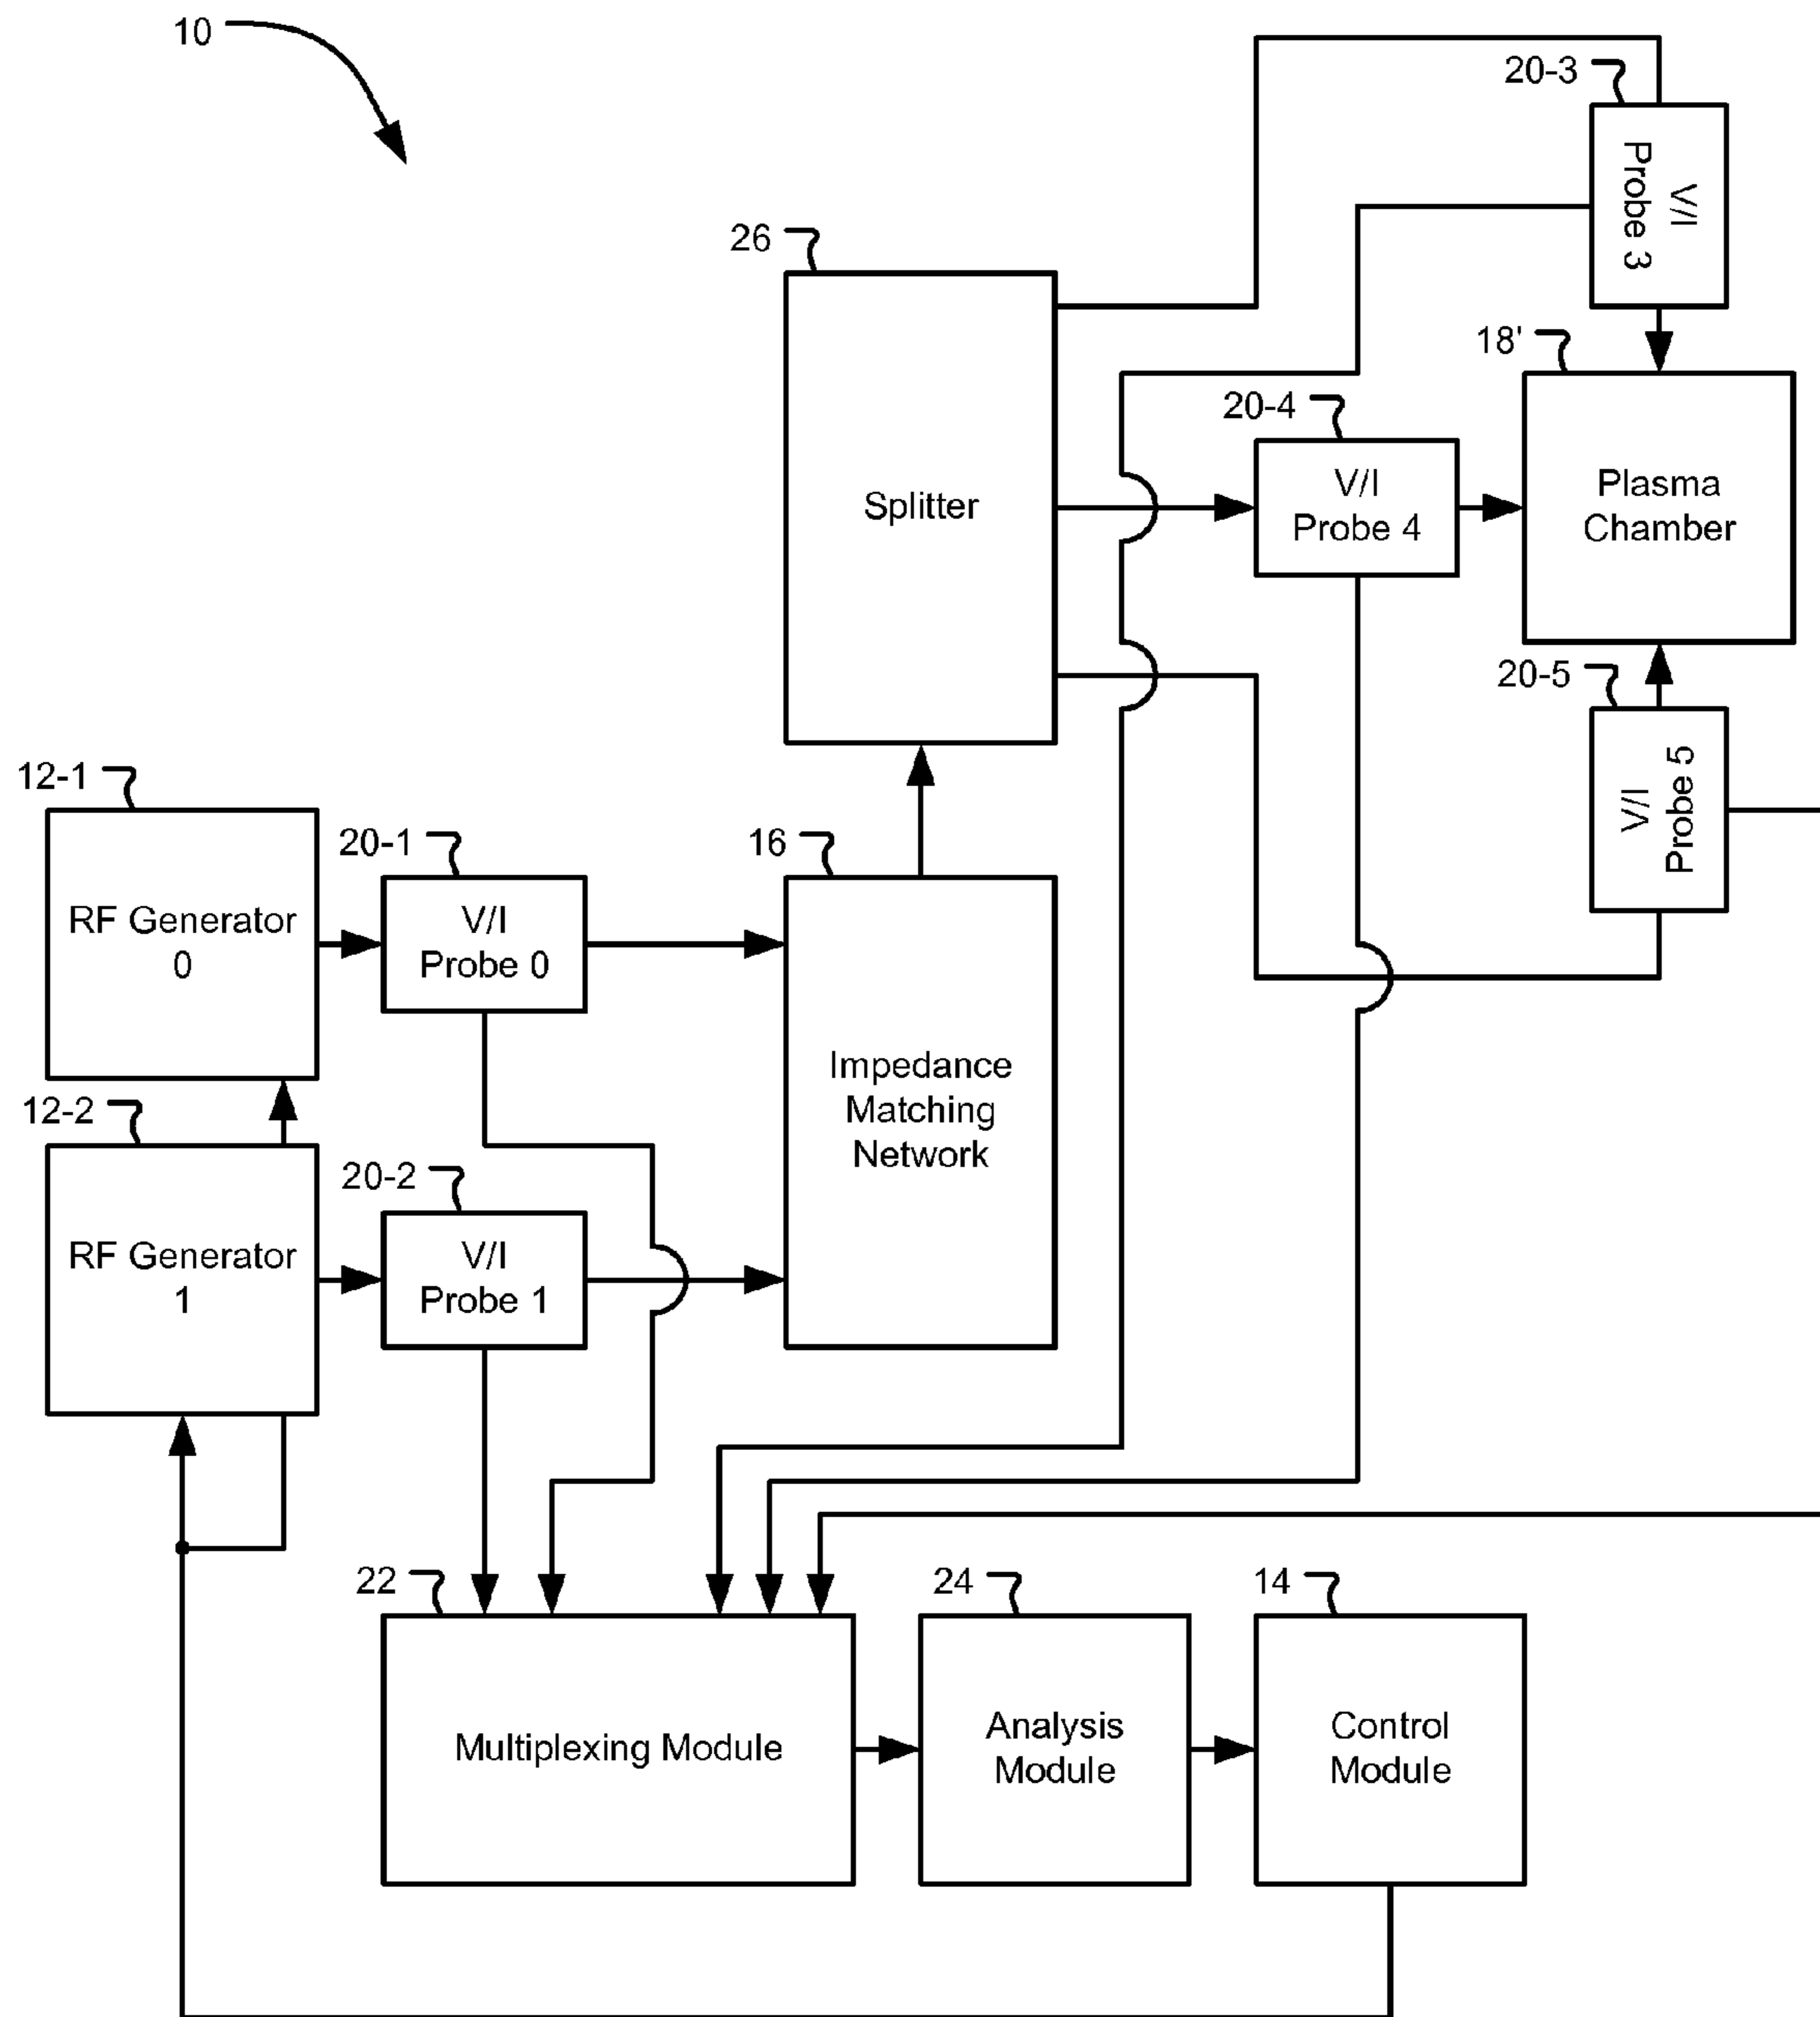 10
20-3
V/I
Probe 3
26
18'
20-4
Splitter
V/I
Probe 4
Plasma
Chamber
20-5
V/I
Probe 5
12-1
20-1
16
RF Generator
0
V/I
Probe 0
Impedance
Matching
Network
12-2
20-2
RF Generator
1
V/I
Probe 1
22
24
14
Multiplexing Module
Analysis
Module
Control
Module